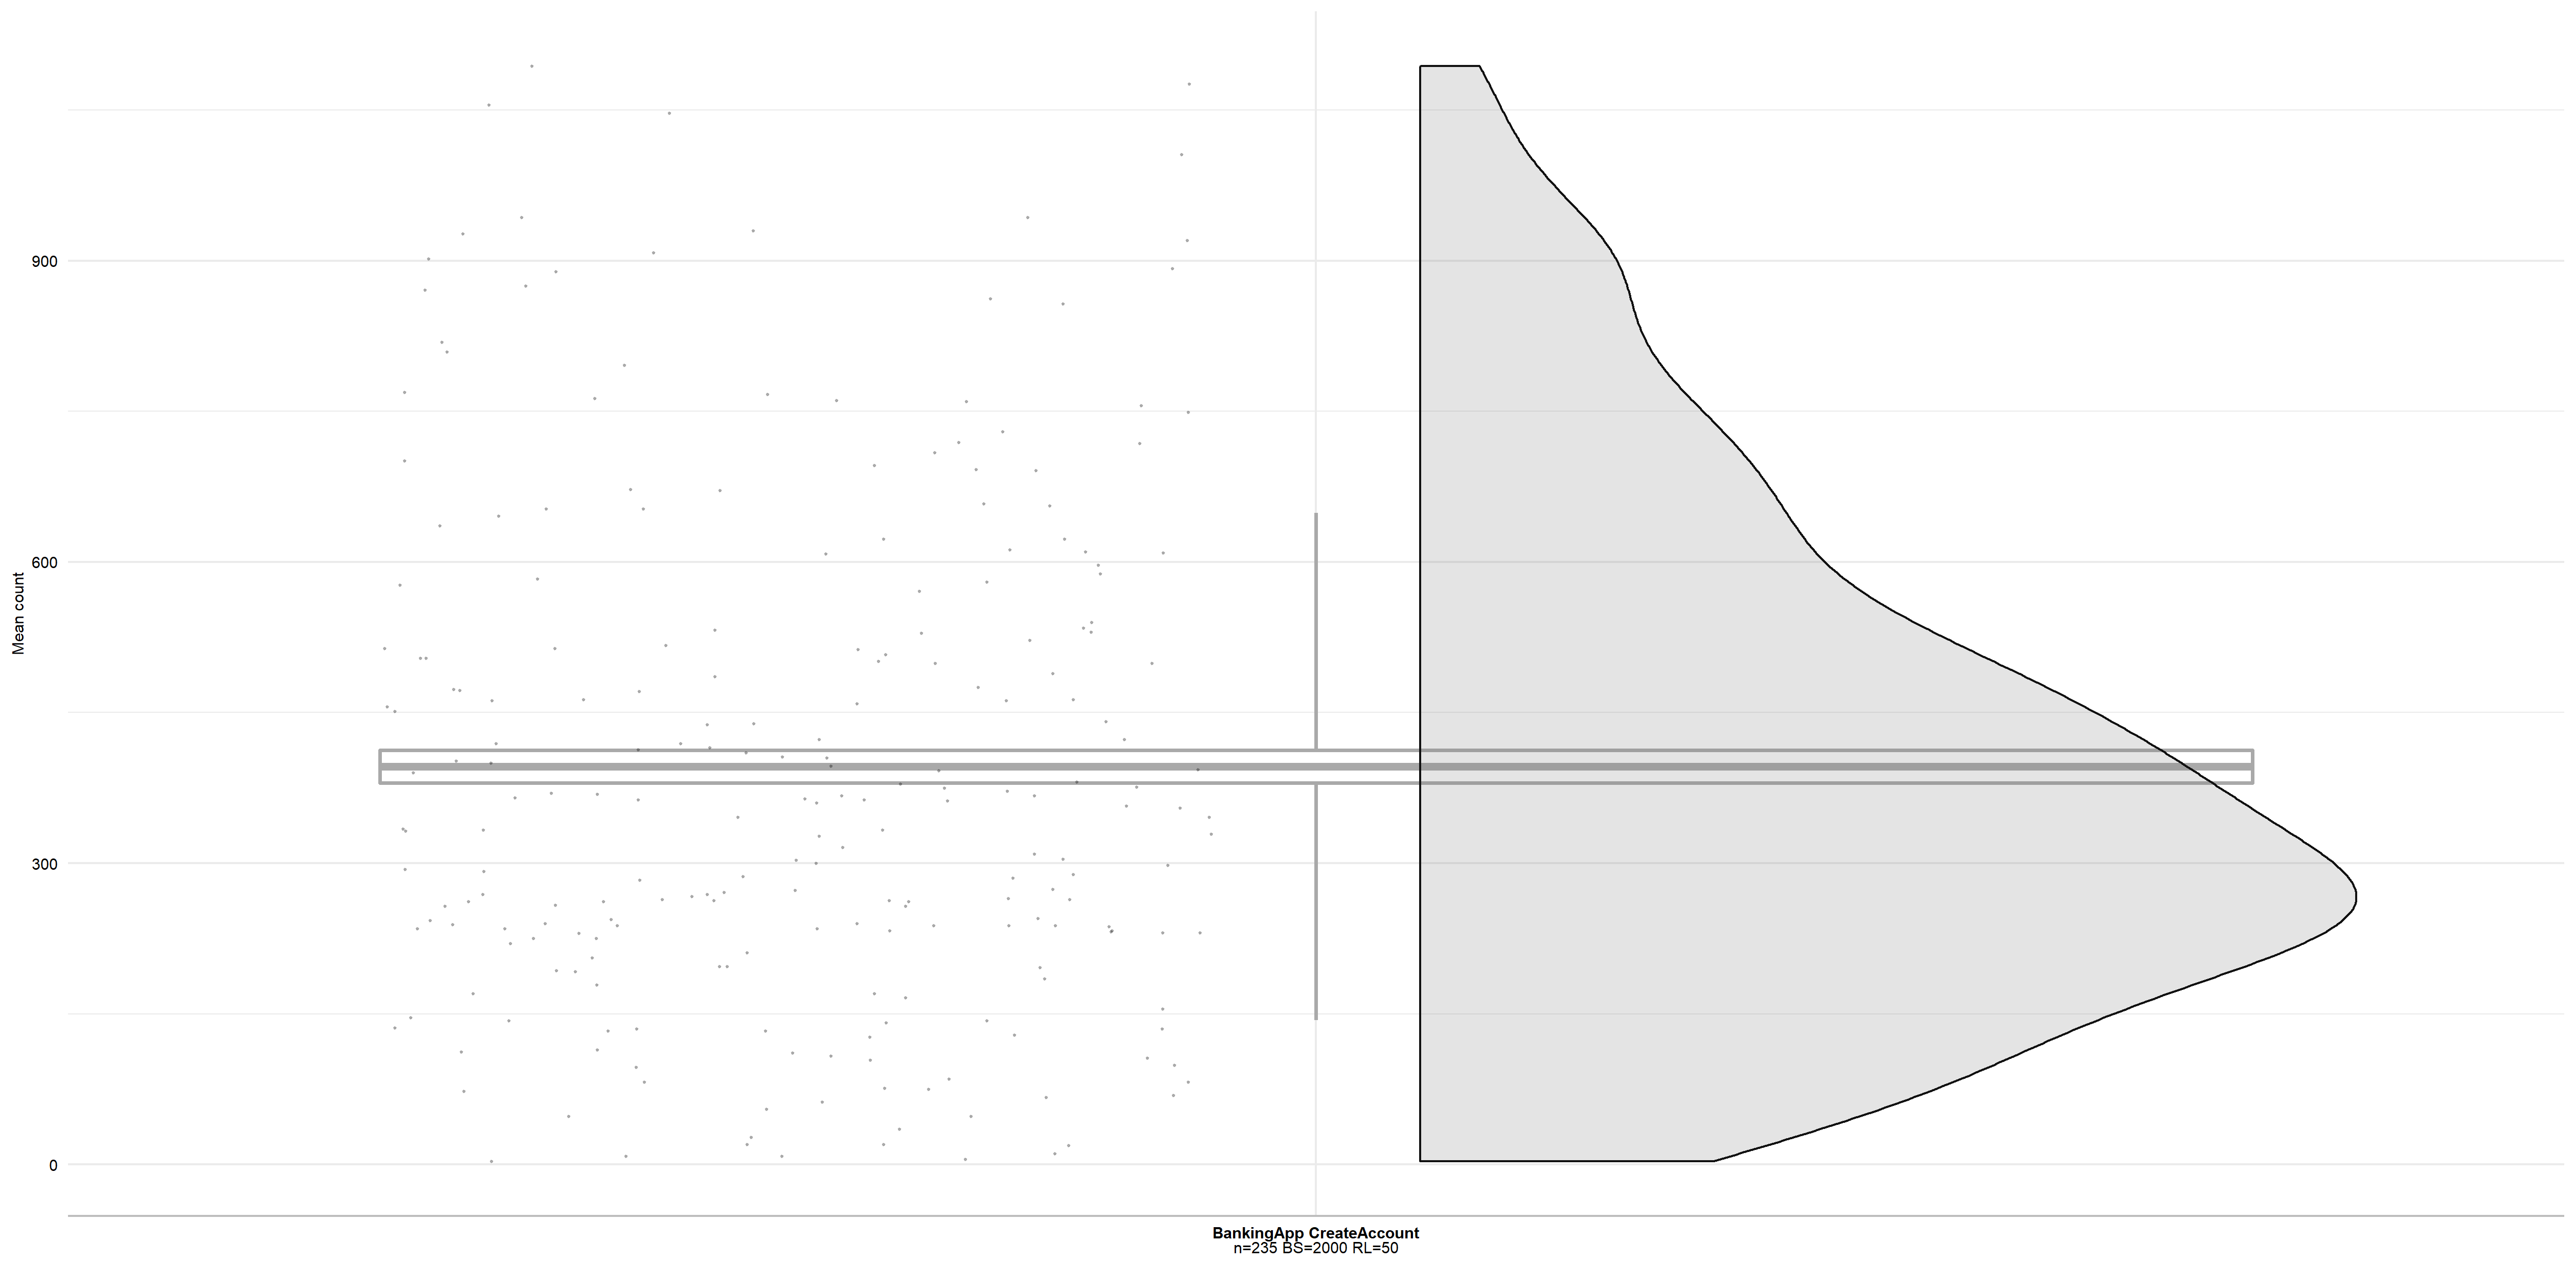 Mean count
900
600
300
0
BankingApp CreateAccount
n=235 BS=2000 RL=50